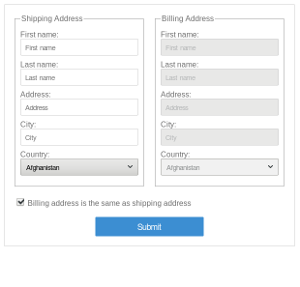 Shipping Address
First name:
First name
Last name:
Last name
Address:
Address
City:
City
Country:
Afghanistan
Billing Address
First name:
First name
Last name:
Last name
Address:
Address
City:
City
Country:
Afghanistan
Billing address is the same as shipping address
Submit